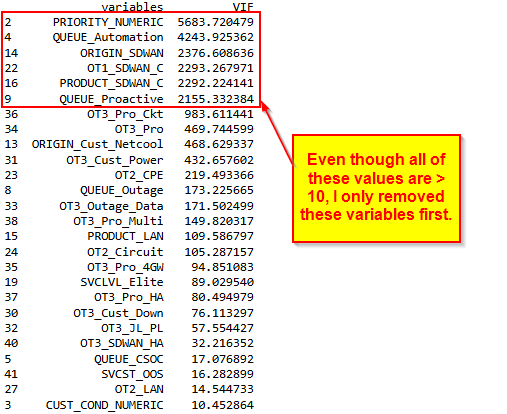 variables VIF
2 PRIORITY_NUMERIC 5683.720479
4 QUEUE_Automation 4243.925362
14 ORIGIN_SDWAN 2376.608636
22 OT1_SDWAN_C 2293.267971
16 PRODUCT_SDWAN_C 2292.224141
9 QUEUE_Proactive 2155.332384
36 OT3_Pro_Ckt 983.611441
34 OT3_Pro 469.744599
13 ORIGIN_Cust_Netcool 468.629337
31 OT3_Cust_Power 432.657602
23 OT2_CPE 219.493366
8 QUEUE_Outage 173.225665
33 OT3_Outage_Data 171.502499
38 OT3_Pro_Multi 149.820317
15 PRODUCT_LAN 109.586797
24 OT2_Circuit 105.287157
35 OT3_Pro_4GW 94.851083
19 SVCLVL_Elite 89.029540
37 OT3_Pro_HA 80.494979
30 OT3_Cust_Down 76.113297
32 OT3_JL_PL 57.554427
40 OT3_SDWAN_HA 32.216352
5 QUEUE_CSOC 17.076892
41 SVCST_OOS 16.282899
27 OT2_LAN 14.544733
3 CUST_COND_NUMERIC 10.452864
Even though all of
these values are >
10, I only removed
these variables first.